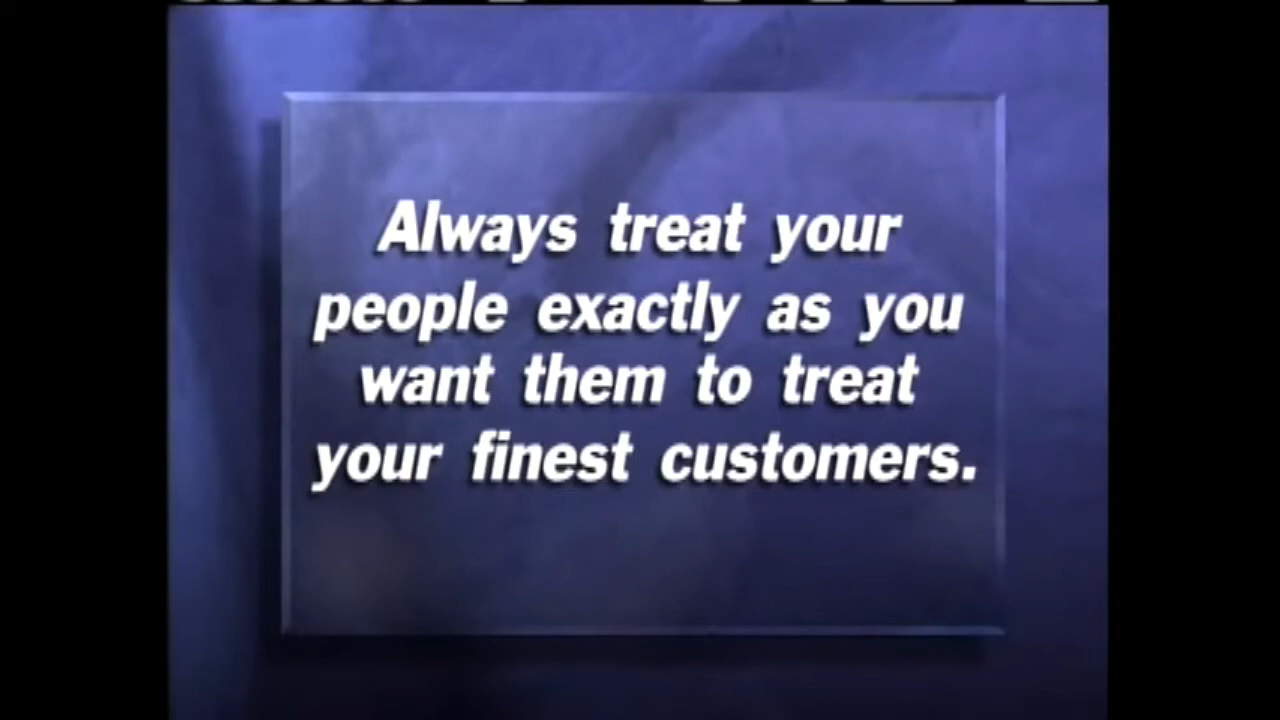 Always treat your
people exactly as you
want them to treat
your finest customers.